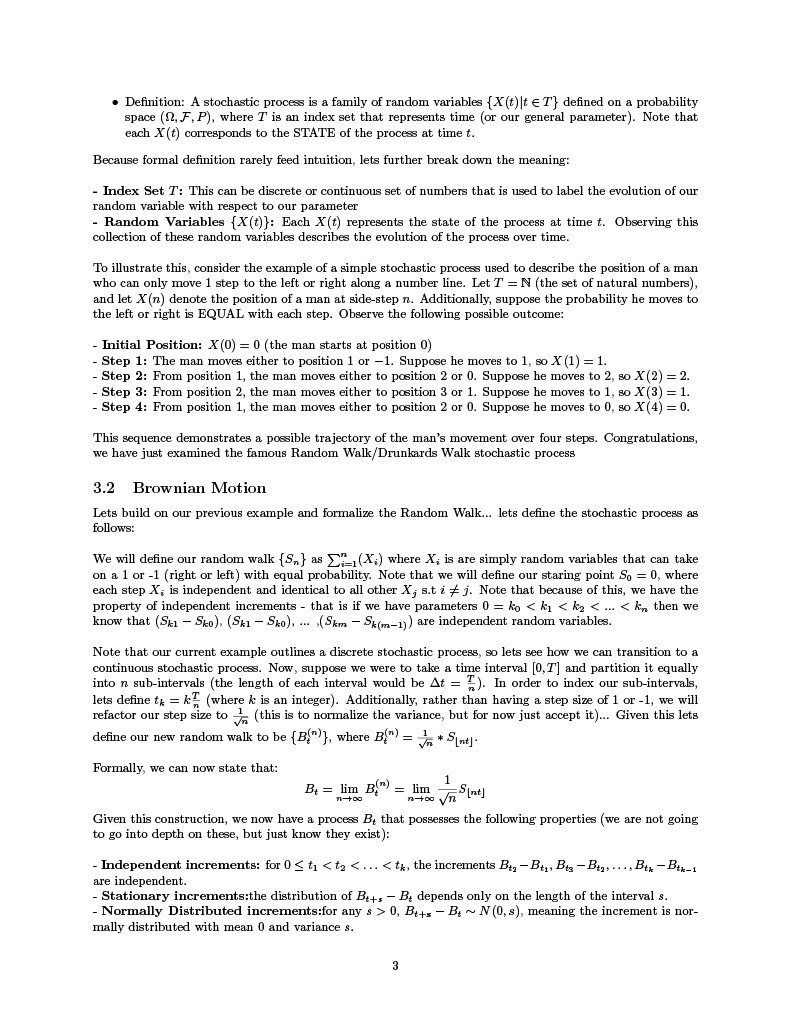 • Definition: A stochastic process is a family of random variables {X(t)|t ∈ T} defined on a probability
space (Ω, F, P), where T is an index set that represents time (or our general parameter). Note that
each X(t) corresponds to the STATE of the process at time t.
Because formal definition rarely feed intuition, lets further break down the meaning:
- Index Set T: This can be discrete or continuous set of numbers that is used to label the evolution of our
random variable with respect to our parameter
- Random Variables {X(t)}: Each X(t) represents the state of the process at time t. Observing this
collection of these random variables describes the evolution of the process over time.
To illustrate this, consider the example of a simple stochastic process used to describe the position of a man
who can only move 1 step to the left or right along a number line. Let T = ℕ (the set of natural numbers),
and let X(n) denote the position of a man at side-step n. Additionally, suppose the probability he moves to
the left or right is EQUAL with each step. Observe the following possible outcome:
- Initial Position: X(0) = 0 (the man starts at position 0)
- Step 1: The man moves either to position 1 or −1. Suppose he moves to 1, so X(1) = 1.
- Step 2: From position 1, the man moves either to position 2 or 0. Suppose he moves to 2, so X(2) = 2.
- Step 3: From position 2, the man moves either to position 3 or 1. Suppose he moves to 1, so X(3) = 1.
- Step 4: From position 1, the man moves either to position 2 or 0. Suppose he moves to 0, so X(4) = 0.
This sequence demonstrates a possible trajectory of the man's movement over four steps. Congratulations,
we have just examined the famous Random Walk/Drunkards Walk stochastic process
3.2 Brownian Motion
Lets build on our previous example and formalize the Random Walk... lets define the stochastic process as
follows:
We will define our random walk {S_n} as ∑_{i=1}^{n}(X_i) where X_i is are simply random variables that can take
on a 1 or -1 (right or left) with equal probability. Note that we will define our staring point S_0 = 0, where
each step X_i is independent and identical to all other X_j s.t i ≠ j. Note that because of this, we have the
property of independent increments - that is if we have parameters 0 = k_0 < k_1 < k_2 < ... < k_n then we
know that (S_{k1} − S_{k0}), (S_{k1} − S_{k0}), ... ,(S_{km} − S_{k(m−1)}) are independent random variables.
Note that our current example outlines a discrete stochastic process, so lets see how we can transition to a
continuous stochastic process. Now, suppose we were to take a time interval [0, T] and partition it equally
into n sub-intervals (the length of each interval would be Δt = T/n). In order to index our sub-intervals,
lets define t_k = k T/n (where k is an integer). Additionally, rather than having a step size of 1 or -1, we will
refactor our step size to 1/√n (this is to normalize the variance, but for now just accept it)... Given this lets
define our new random walk to be {B_t^{(n)}}, where B_t^{(n)} = 1/√n * S_{⌊nt⌋}.
Formally, we can now state that:
B_t = lim_{n→∞} B_t^{(n)} = lim_{n→∞} 1/√n S_{⌊nt⌋}
Given this construction, we now have a process B_t that possesses the following properties (we are not going
to go into depth on these, but just know they exist):
- Independent increments: for 0 ≤ t_1 < t_2 < ... < t_k, the increments B_{t_2} − B_{t_1}, B_{t_3} − B_{t_2}, ..., B_{t_k} − B_{t_{k−1}}
are independent.
- Stationary increments:the distribution of B_{t+s} − B_t depends only on the length of the interval s.
- Normally Distributed increments:for any s > 0, B_{t+s} − B_t ∼ N(0, s), meaning the increment is nor-
mally distributed with mean 0 and variance s.
3